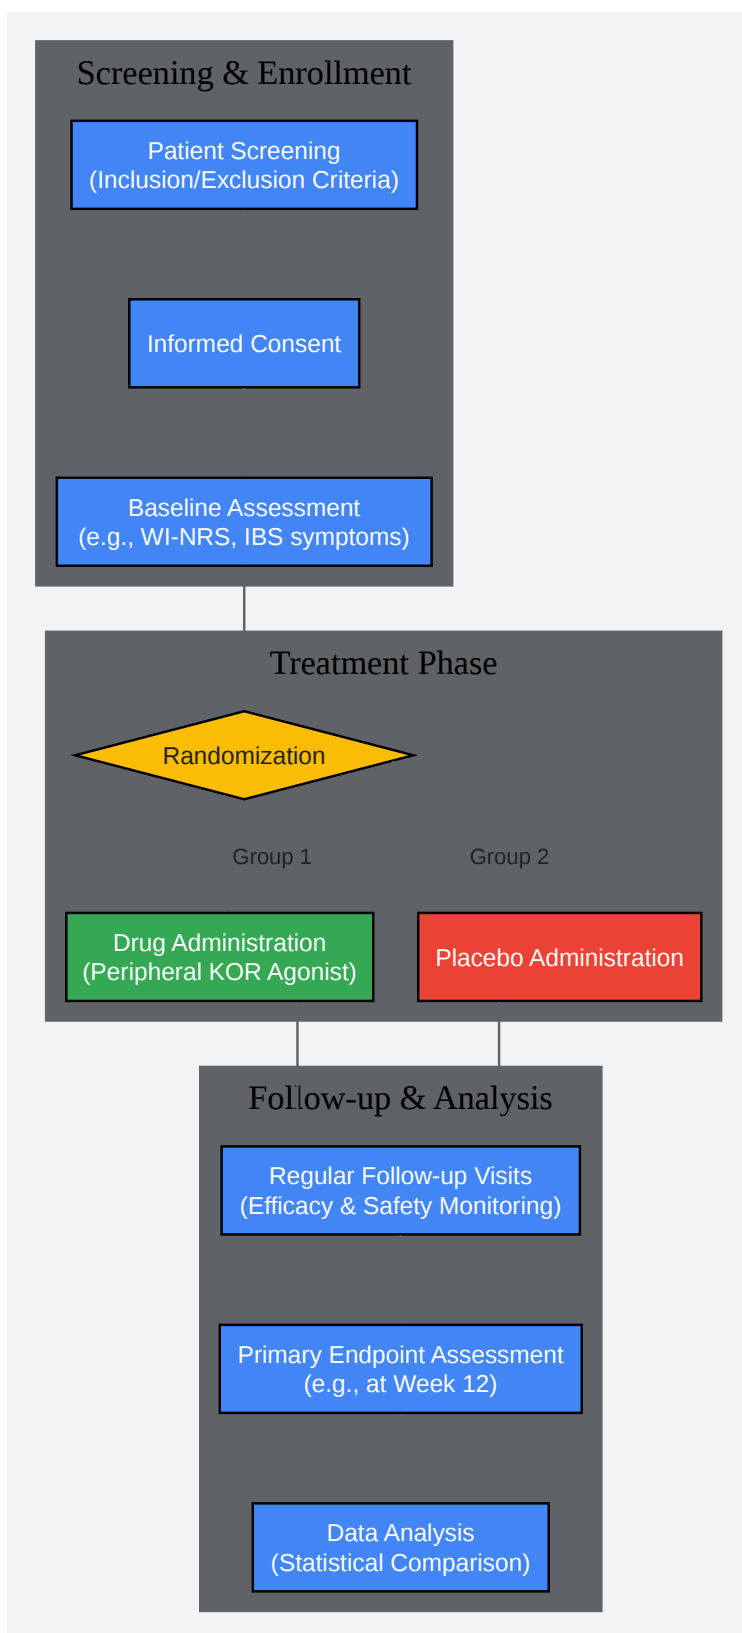 Screening & Enrollment
Patient Screening
(Inclusion/Exclusion Criteria)
Informed Consent
Baseline Assessment
(e.g., WI-NRS, IBS symptoms)
Treatment Phase
Randomization
Group 1
Group 2
Drug Administration
(Peripheral KOR Agonist)
Placebo Administration
Follow-up & Analysis
Regular Follow-up Visits
(Efficacy & Safety Monitoring)
Primary Endpoint Assessment
(e.g., at Week 12)
Data Analysis
(Statistical Comparison)